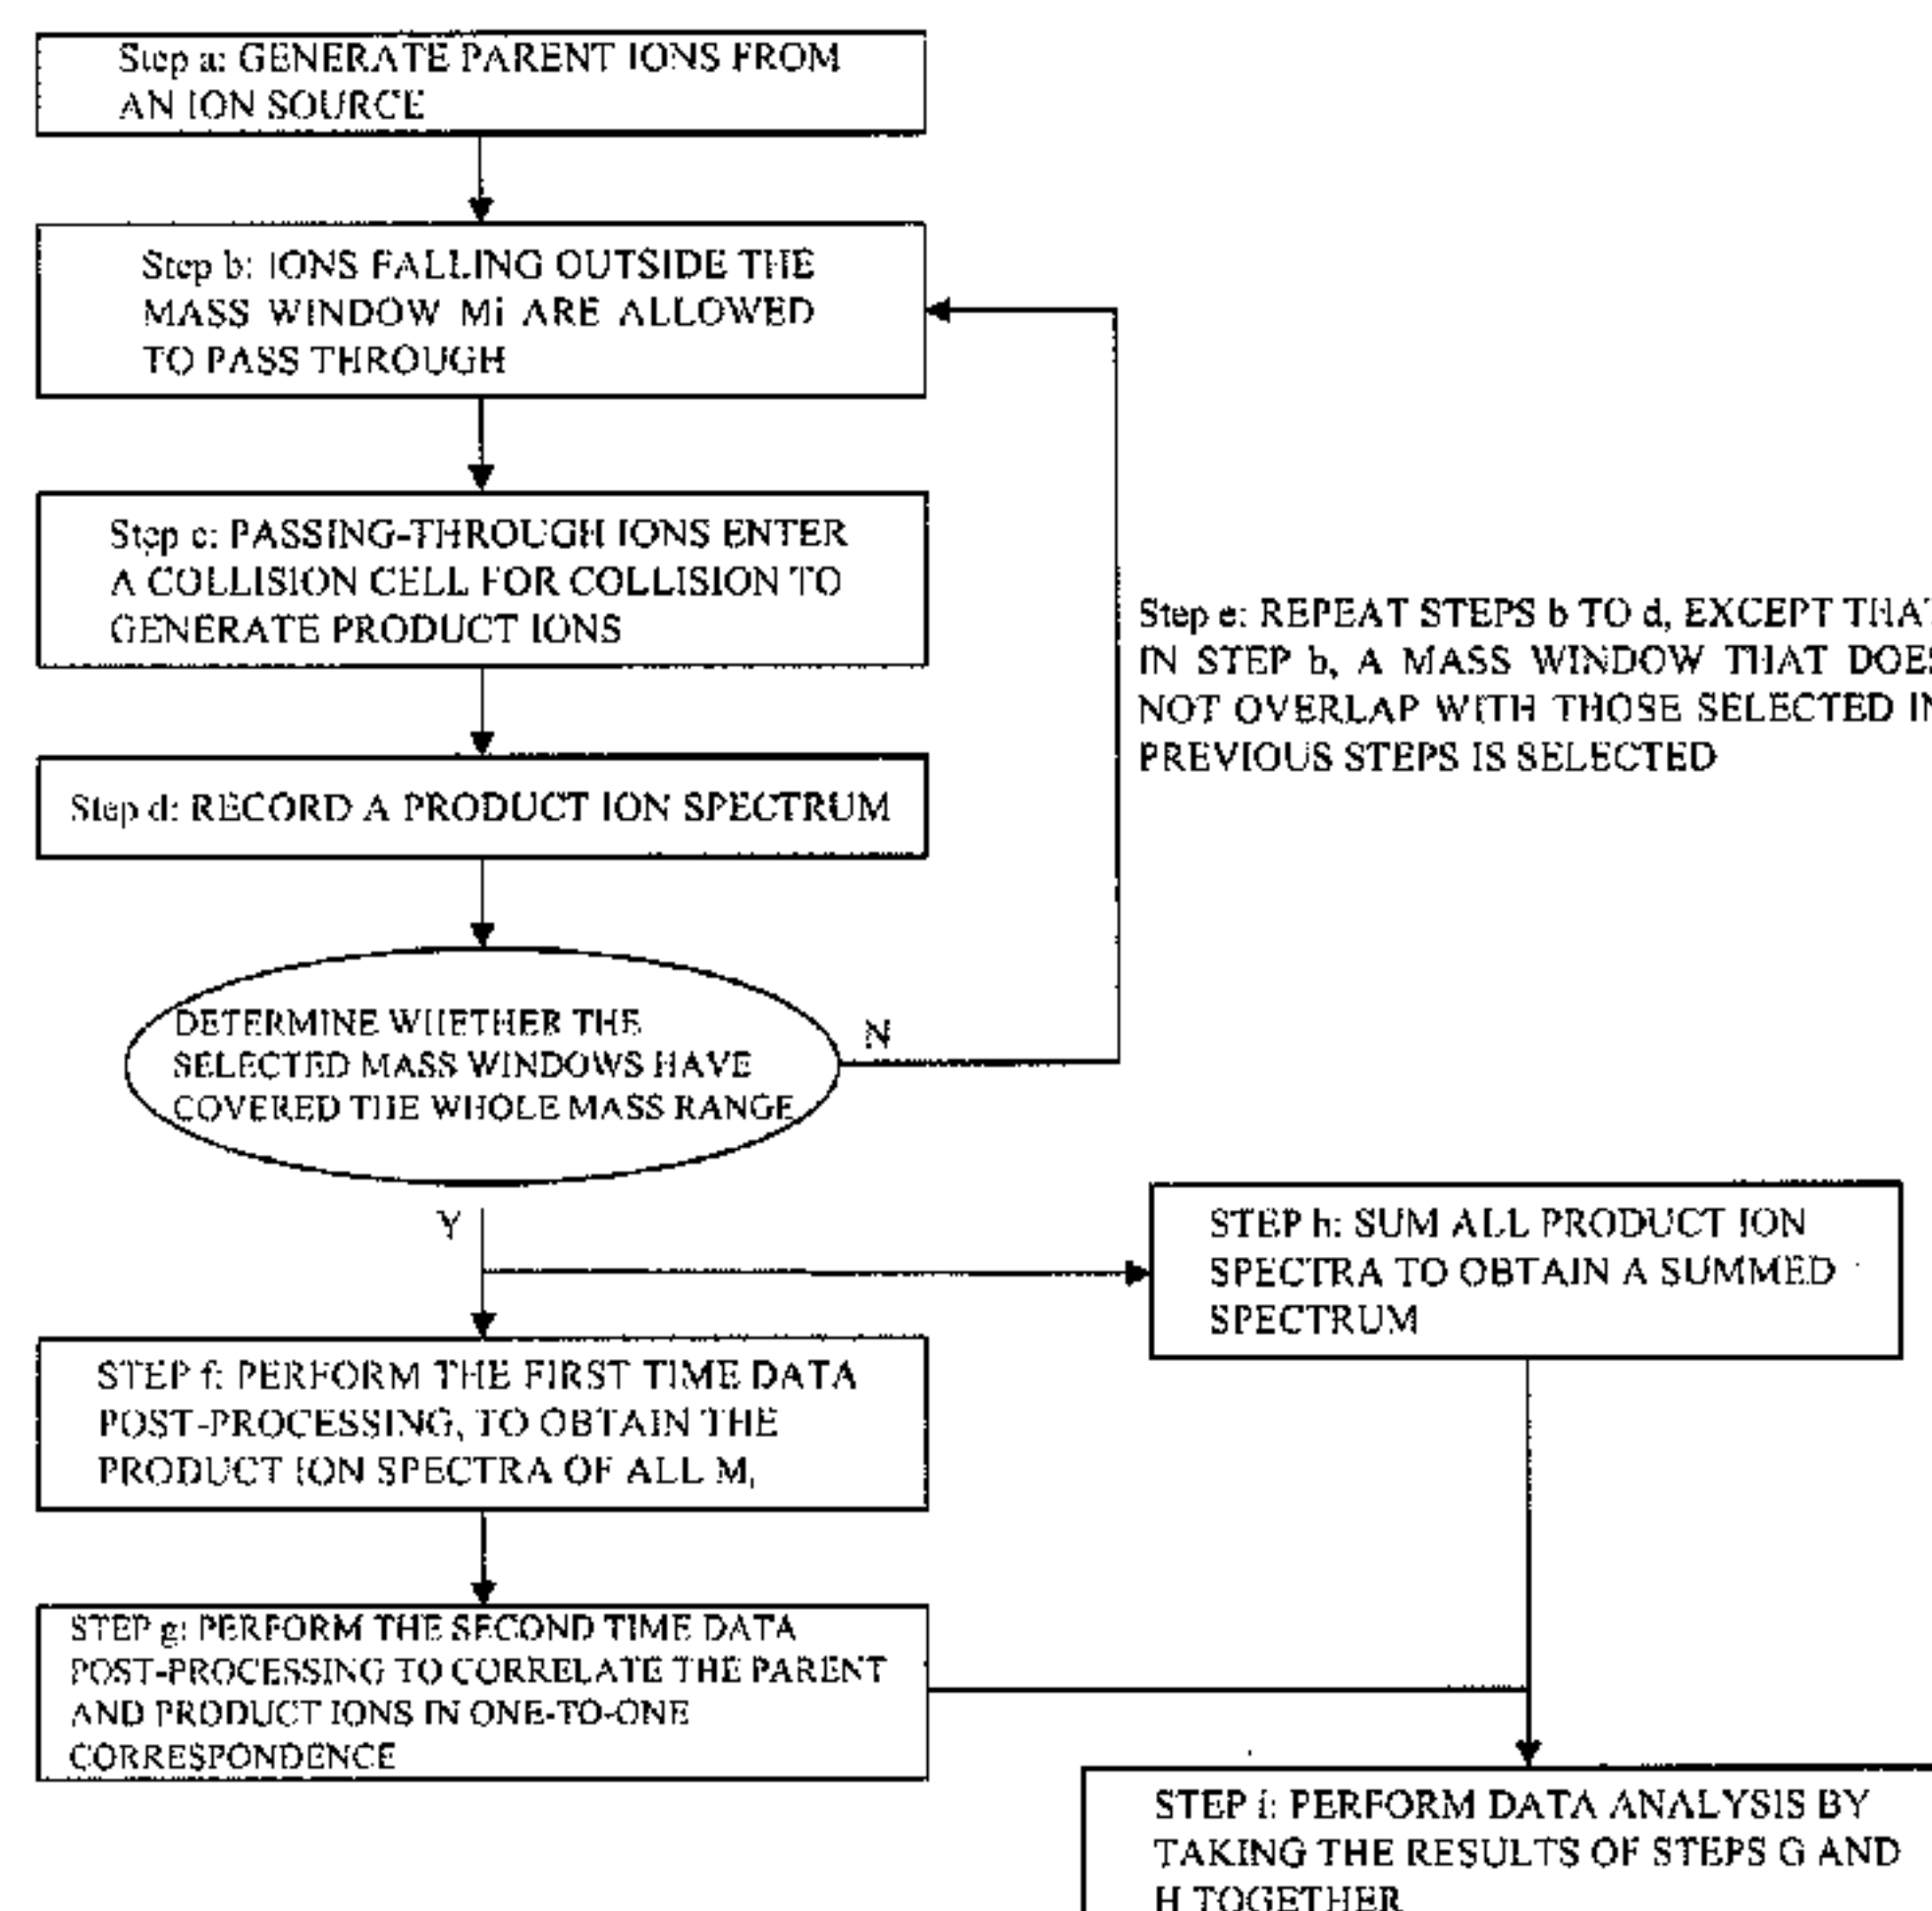 Step a: GENERATE PARENT IONS FROM
AN ION SOURCE
Step b: IONS FALLING OUTSIDE THE
MASS WINDOW Mi ARE ALLOWED
TO PASS THROUGH
Step c: PASSING-THROUGH IONS ENTER
A COLLISION CELL FOR COLLISION TO
GENERATE PRODUCT IONS
Step e: REPEAT STEPS b TO d, EXCEPT THAT
IN STEP b, A MASS WINDOW THAT DOES
NOT OVERLAP WITH THOSE SELECTED IN
PREVIOUS STEPS IS SELECTED
Step d: RECORD A PRODUCT ION SPECTRUM
DETERMINE WHETHER THE
SELECTED MASS WINDOWS HAVE
COVERED THE WHOLE MASS RANGE
N
Y
STEP h: SUM ALL PRODUCT ION
SPECTRA TO OBTAIN A SUMMED
SPECTRUM
STEP f: PERFORM THE FIRST TIME DATA
POST-PROCESSING, TO OBTAIN THE
PRODUCT ION SPECTRA OF ALL Mi
STEP g: PERFORM THE SECOND TIME DATA
POST-PROCESSING TO CORRELATE THE PARENT
AND PRODUCT IONS IN ONE-TO-ONE
CORRESPONDENCE
STEP i: PERFORM DATA ANALYSIS BY
TAKING THE RESULTS OF STEPS G AND
H TOGETHER